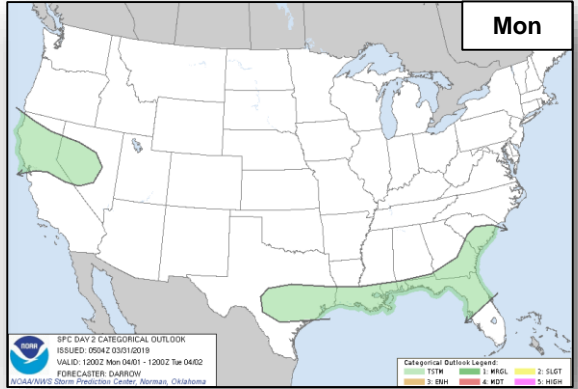 Mon
NOAA
SPC DAY 2 CATEGORICAL OUTLOOK
ISSUED: 0504Z 03/31/2019
VALID: 1200Z Mon 04/01 - 1200Z Tue 04/02
FORECASTER: DARROW
NOAA/NWS Storm Prediction Center, Norman, Oklahoma
Categorical Outlook Legend:
TSTM 1: MRGL 2: SLGT
3: ENH 4: MDT 5: HIGH